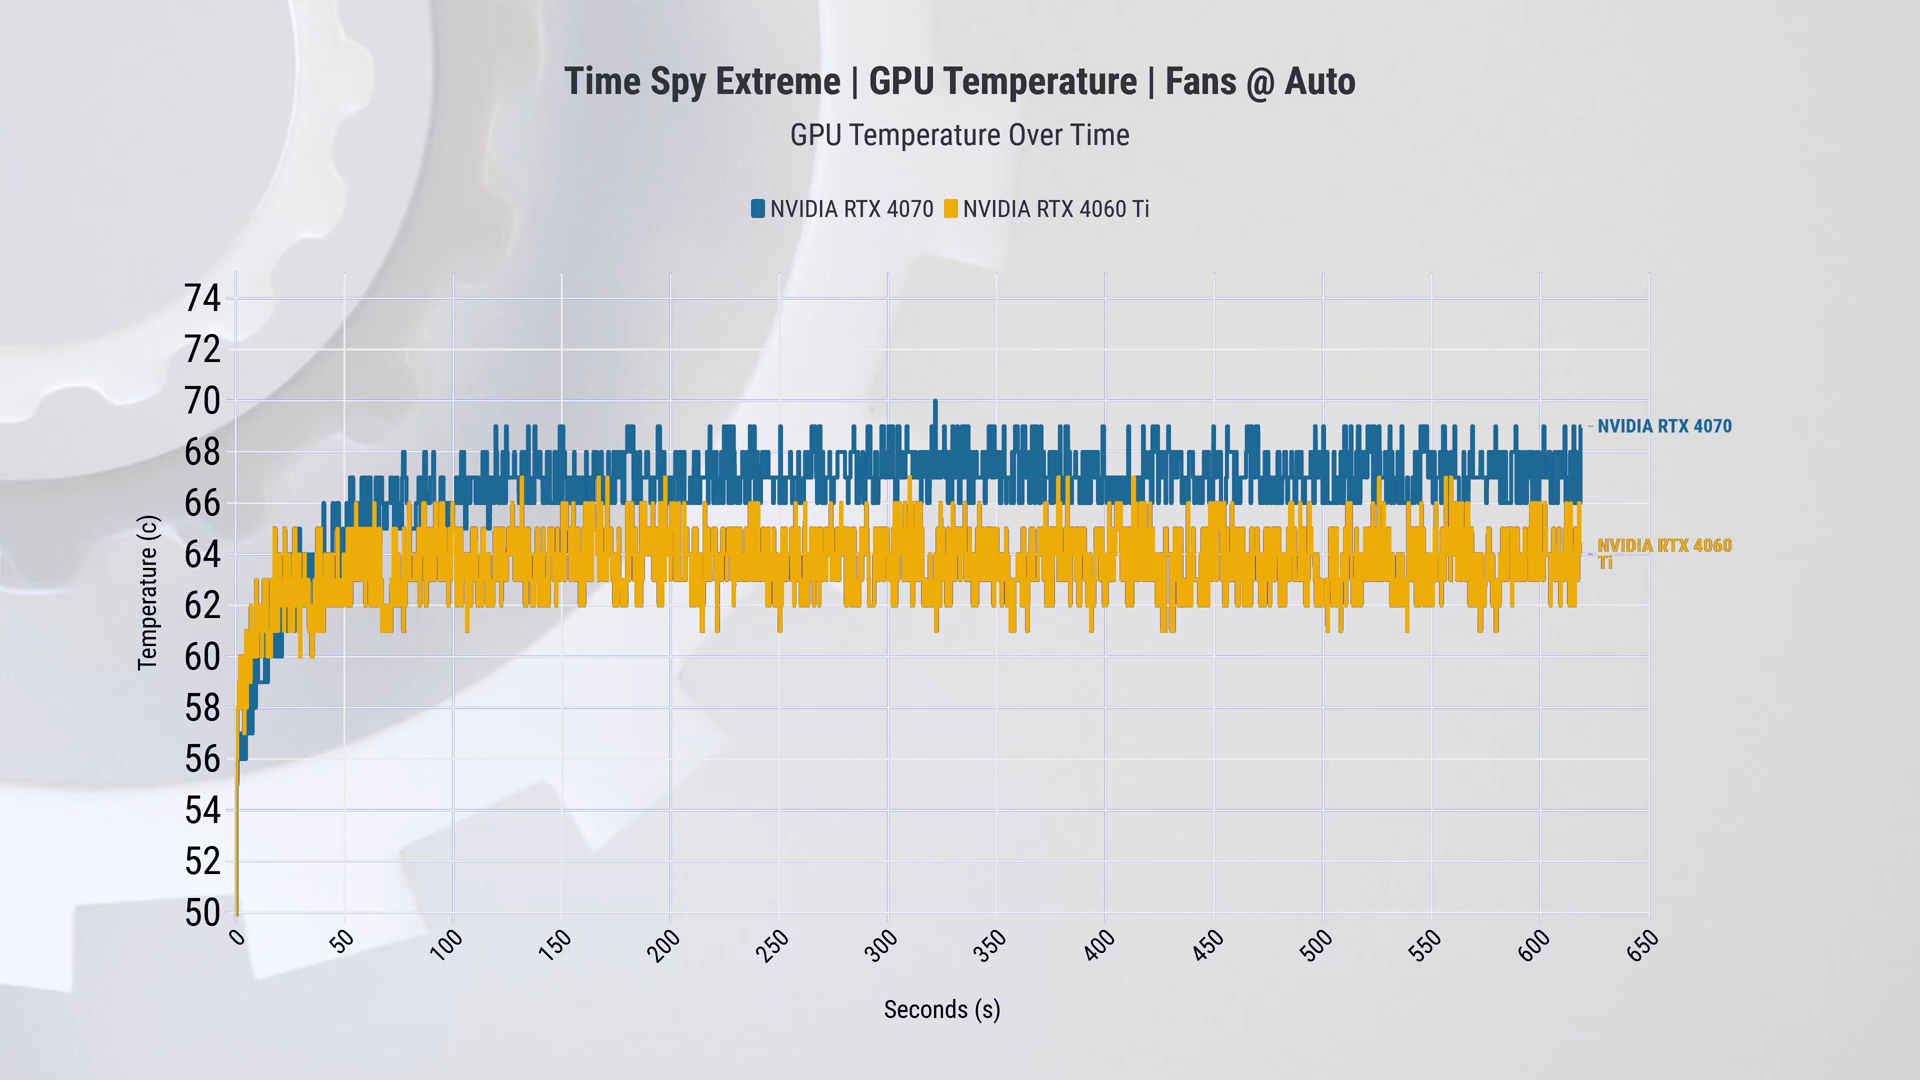 Time Spy Extreme | GPU Temperature | Fans @ Auto
GPU Temperature Over Time
NVIDIA RTX 4070 NVIDIA RTX 4060 Ti
74
72
70
68
66
64
62
60
58
56
54
52
50
Temperature (c)
NVIDIA RTX 4070
NVIDIA RTX 4060
Ti
0 50 100 150 200 250 300 350 400 450 500 550 600 650
Seconds (s)